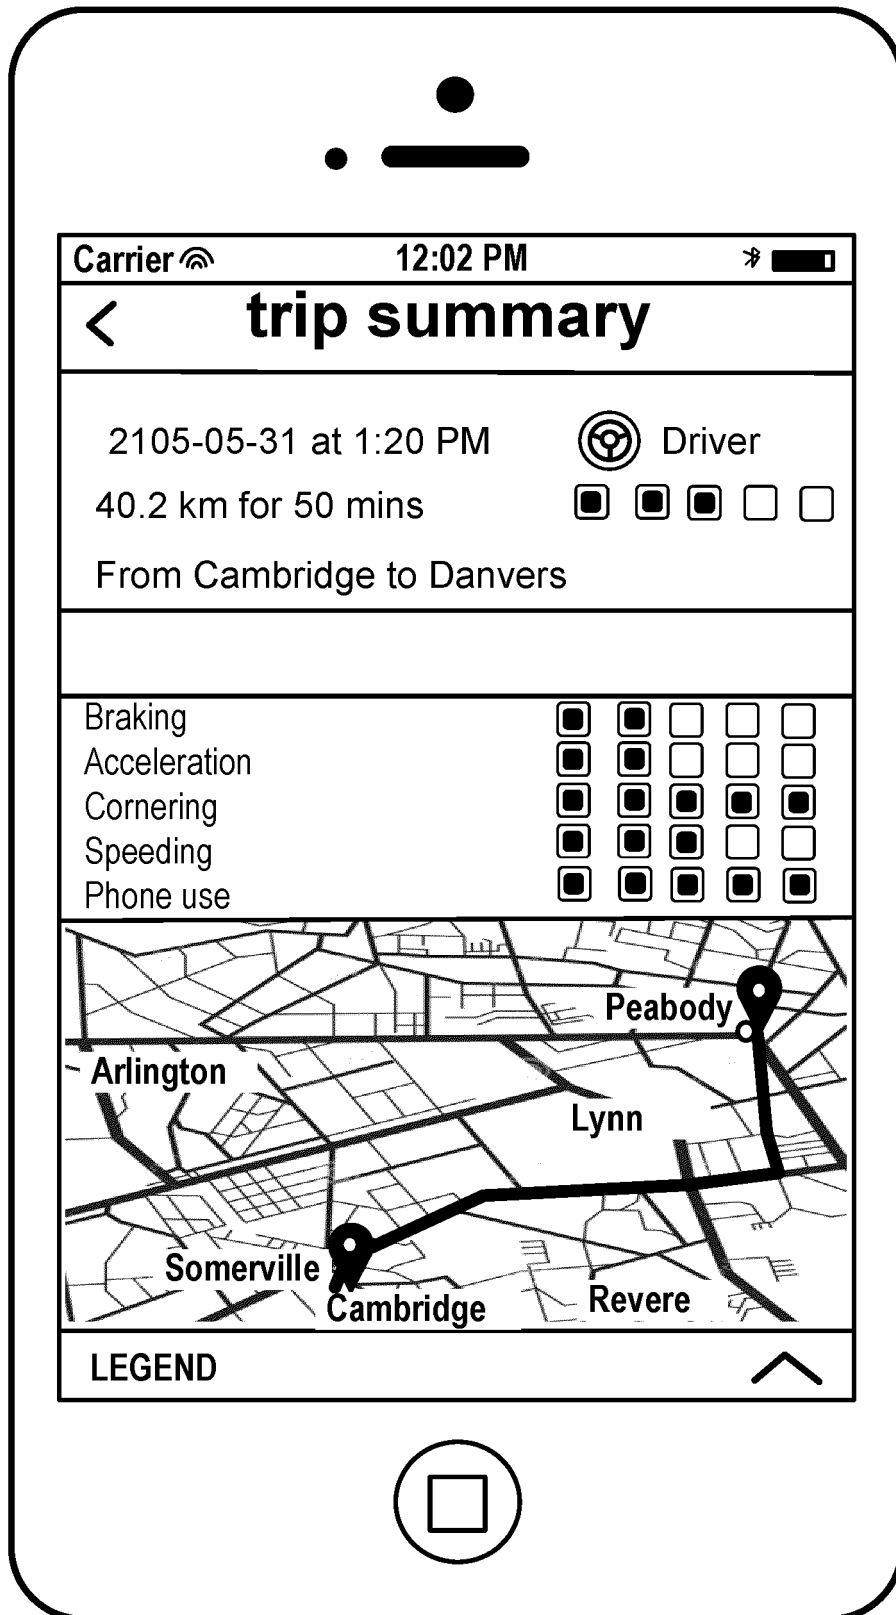 Carrier 12:02 PM
trip summary
2105-05-31 at 1:20 PM Driver
40.2 km for 50 mins
From Cambridge to Danvers
Braking
Acceleration
Cornering
Speeding
Phone use
Peabody
Arlington
Lynn
Somerville
Cambridge
Revere
LEGEND